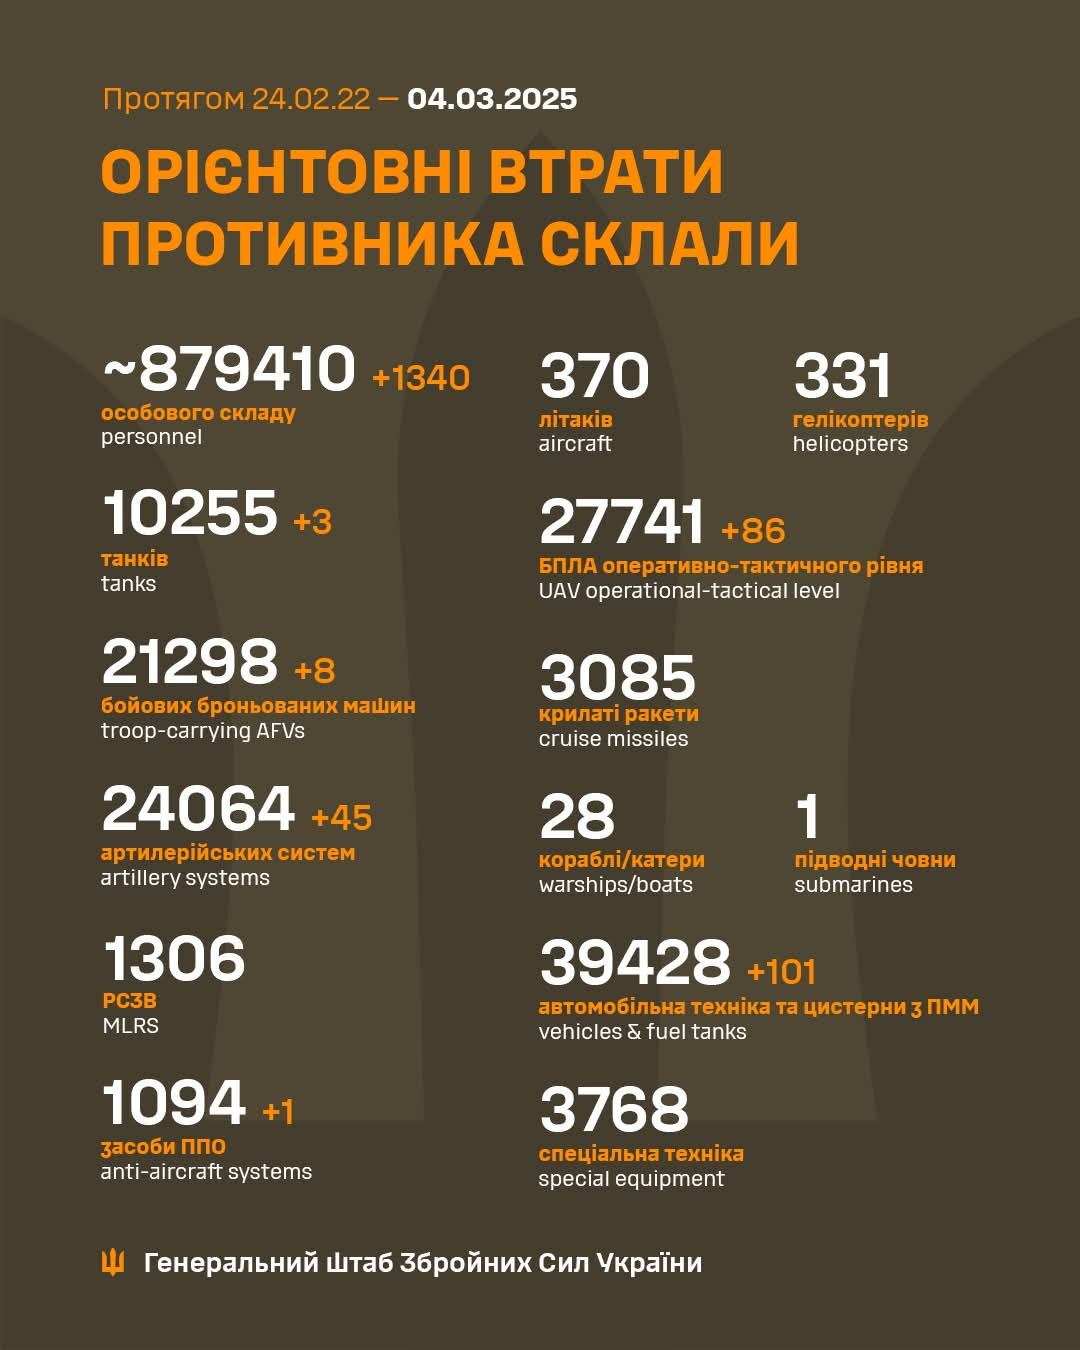 Протягом 24.02.22 — 04.03.2025
ОРІЄНТОВНІ ВТРАТИ
ПРОТИВНИКА СКЛАЛИ
~879410 +1340
особового складу
personnel
370
літаків
aircraft
331
гелікоптерів
helicopters
10255 +3
танків
tanks
27741 +86
БПЛА оперативно-тактичного рівня
UAV operational-tactical level
21298 +8
бойових броньованих машин
troop-carrying AFVs
3085
крилаті ракети
cruise missiles
24064 +45
артилерійських систем
artillery systems
28
кораблі/катери
warships/boats
1
підводні човни
submarines
1306
РСЗВ
MLRS
39428 +101
автомобільна техніка та цистерни з ПММ
vehicles & fuel tanks
1094 +1
засоби ППО
anti-aircraft systems
3768
спеціальна техніка
special equipment
Генеральний штаб Збройних Сил України